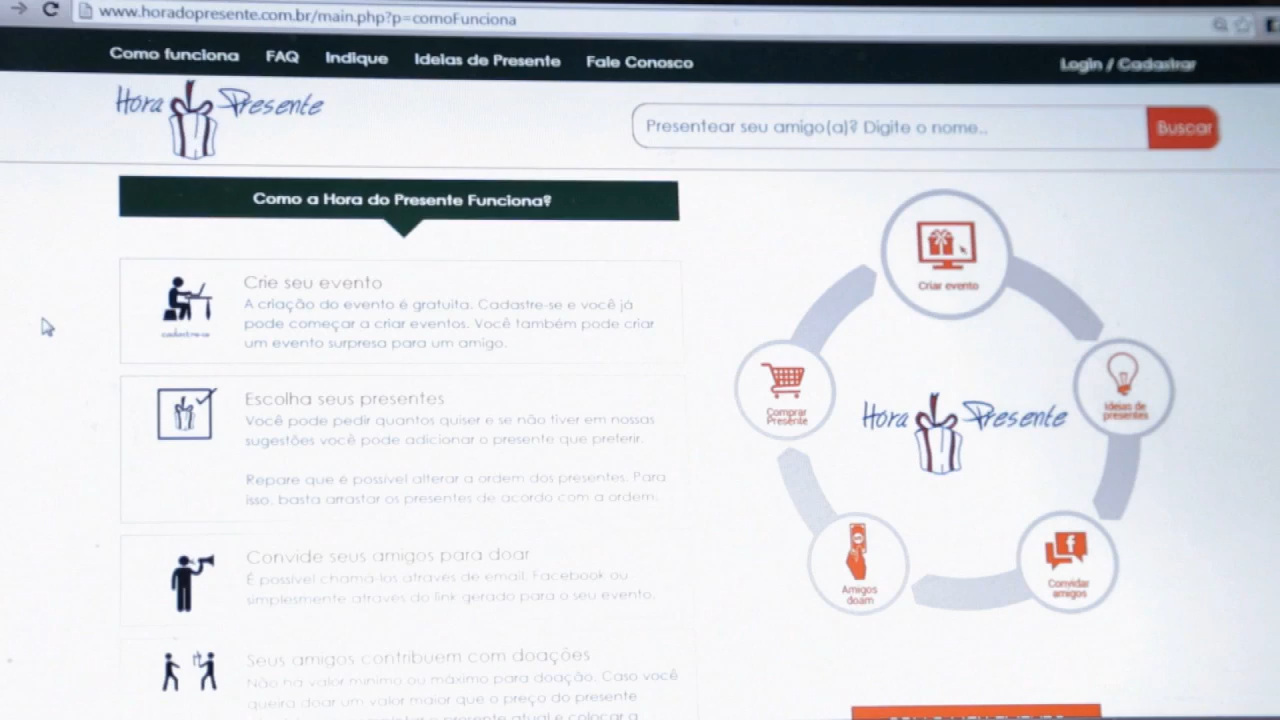 www.horadopresente.com.br/main.php?p=comoFunciona
Como funciona FAQ Indique Ideias de Presente Fale Conosco Login / Cadastrar
Hora Presente
Presentear seu amigo(a)? Digite o nome..
Buscar
Como a Hora do Presente Funciona?
Crie seu evento
A criação do evento é gratuita. Cadastre-se e você já
pode começar a criar eventos. Você também pode criar
um evento surpresa para um amigo.
cadastre-se
Escolha seus presentes
Você pode pedir quantos quiser e se não tiver em nossas
sugestões você pode adicionar o presente que preferir.
Repare que é possível alterar a ordem dos presentes. Para
isso, basta arrastar os presentes de acordo com a ordem.
Convide seus amigos para doar
É possível chamá-los através de email, Facebook ou
simplesmente através do link gerado para o seu evento.
Seus amigos contribuem com doações
Não há valor mínimo ou máximo para doação. Caso você
queira doar um valor maior que o preço do presente
presente atual e colocar a
Criar evento
Ideias de
presentes
Convidar
amigos
Amigos
doam
Comprar
Presente
Hora Presente